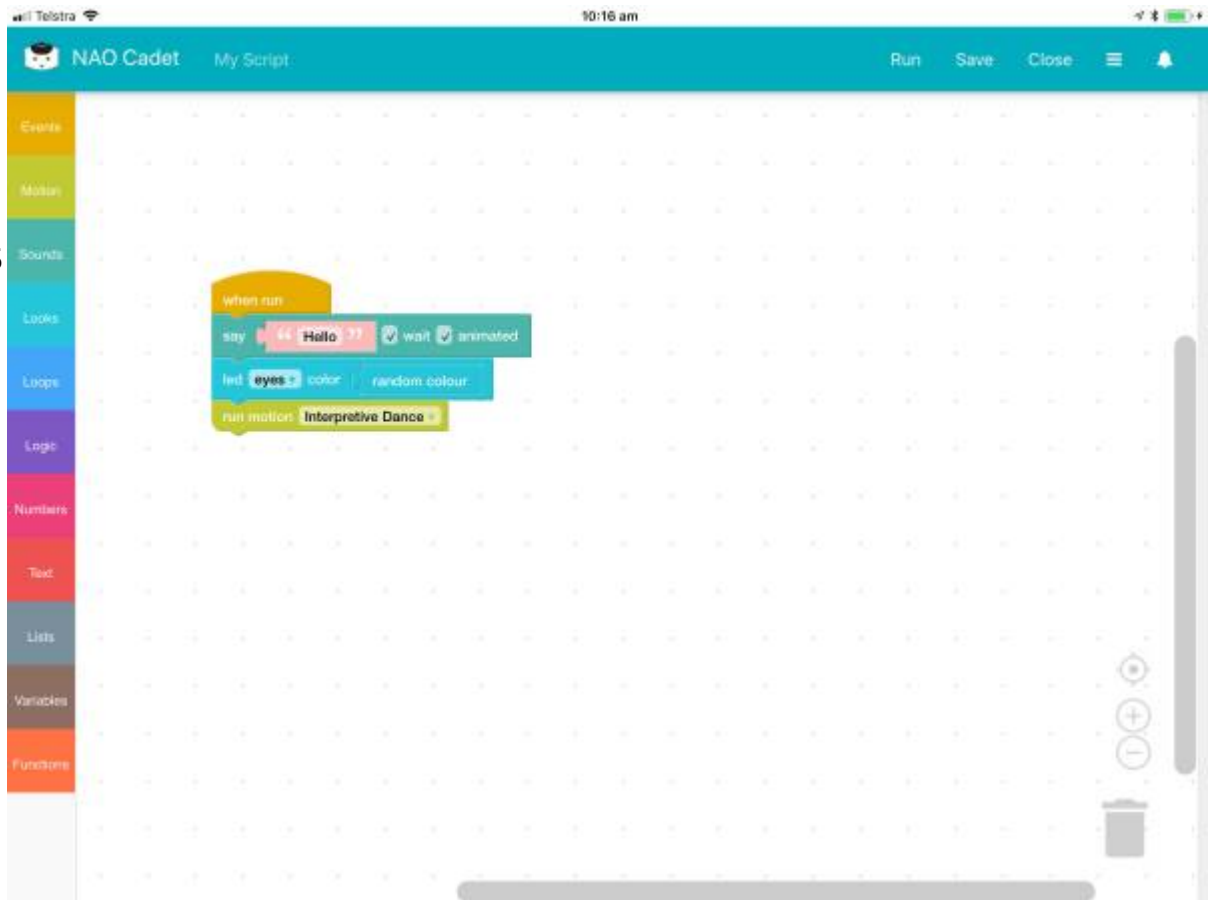 Telstra 10:16 am
NAO Cadet My Script Run Save Close
Events
Motion
Sounds
Looks
Loops
Logic
Numbers
Text
Lists
Variables
Functions
when run
say “ Hello ” wait animated
led eyes color random colour
run motion Interpretive Dance